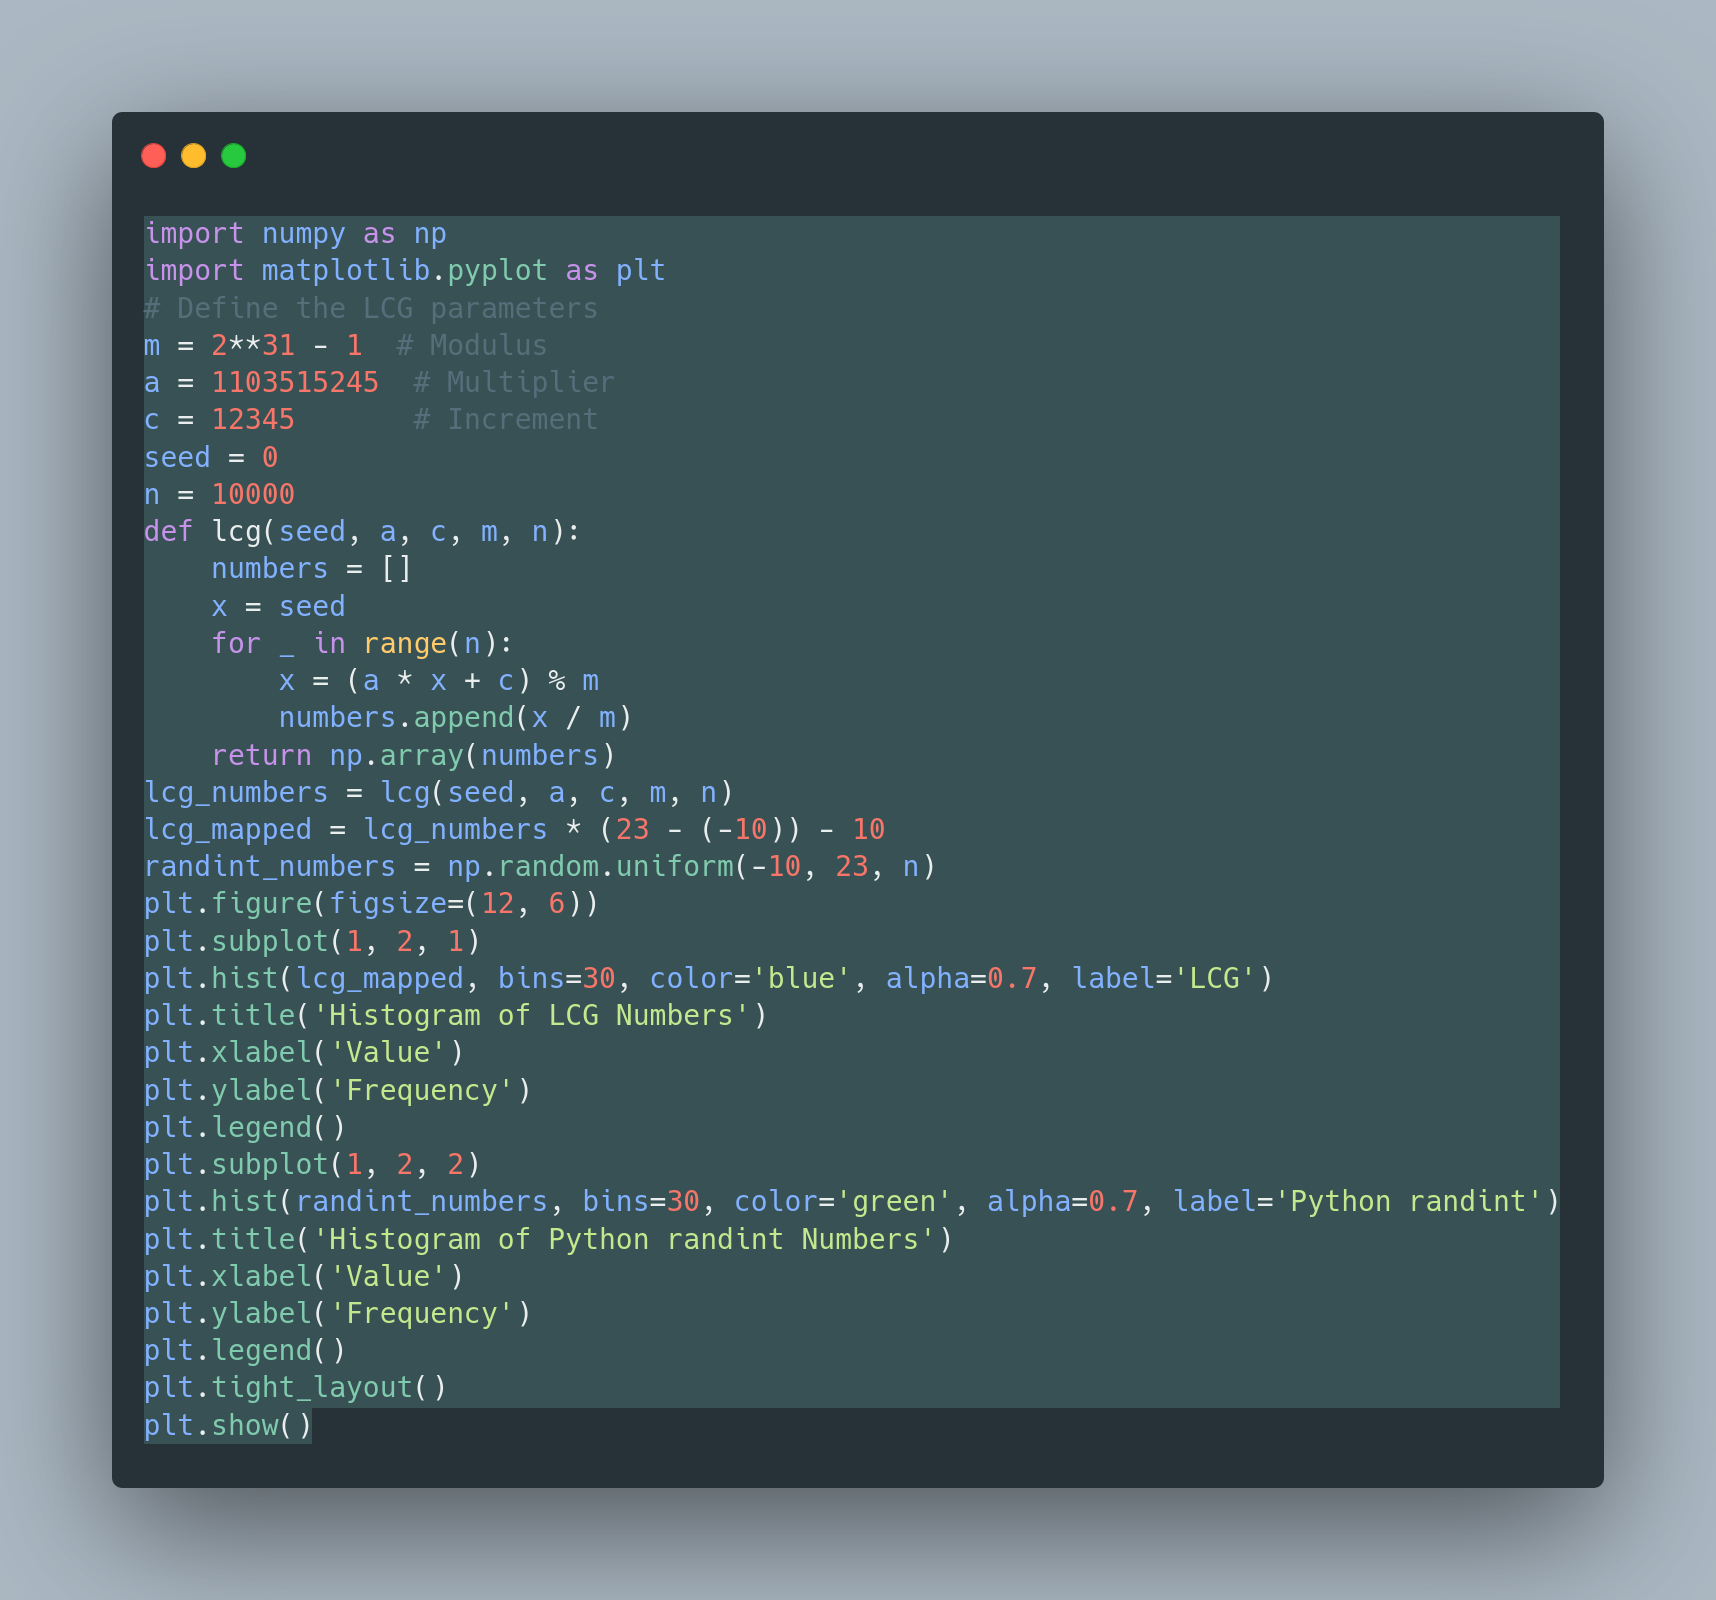 import numpy as np
import matplotlib.pyplot as plt
# Define the LCG parameters
m = 2**31 - 1  # Modulus
a = 1103515245  # Multiplier
c = 12345       # Increment
seed = 0
n = 10000
def lcg(seed, a, c, m, n):
    numbers = []
    x = seed
    for _ in range(n):
        x = (a * x + c) % m
        numbers.append(x / m)
    return np.array(numbers)
lcg_numbers = lcg(seed, a, c, m, n)
lcg_mapped = lcg_numbers * (23 - (-10)) - 10
randint_numbers = np.random.uniform(-10, 23, n)
plt.figure(figsize=(12, 6))
plt.subplot(1, 2, 1)
plt.hist(lcg_mapped, bins=30, color='blue', alpha=0.7, label='LCG')
plt.title('Histogram of LCG Numbers')
plt.xlabel('Value')
plt.ylabel('Frequency')
plt.legend()
plt.subplot(1, 2, 2)
plt.hist(randint_numbers, bins=30, color='green', alpha=0.7, label='Python randint')
plt.title('Histogram of Python randint Numbers')
plt.xlabel('Value')
plt.ylabel('Frequency')
plt.legend()
plt.tight_layout()
plt.show()